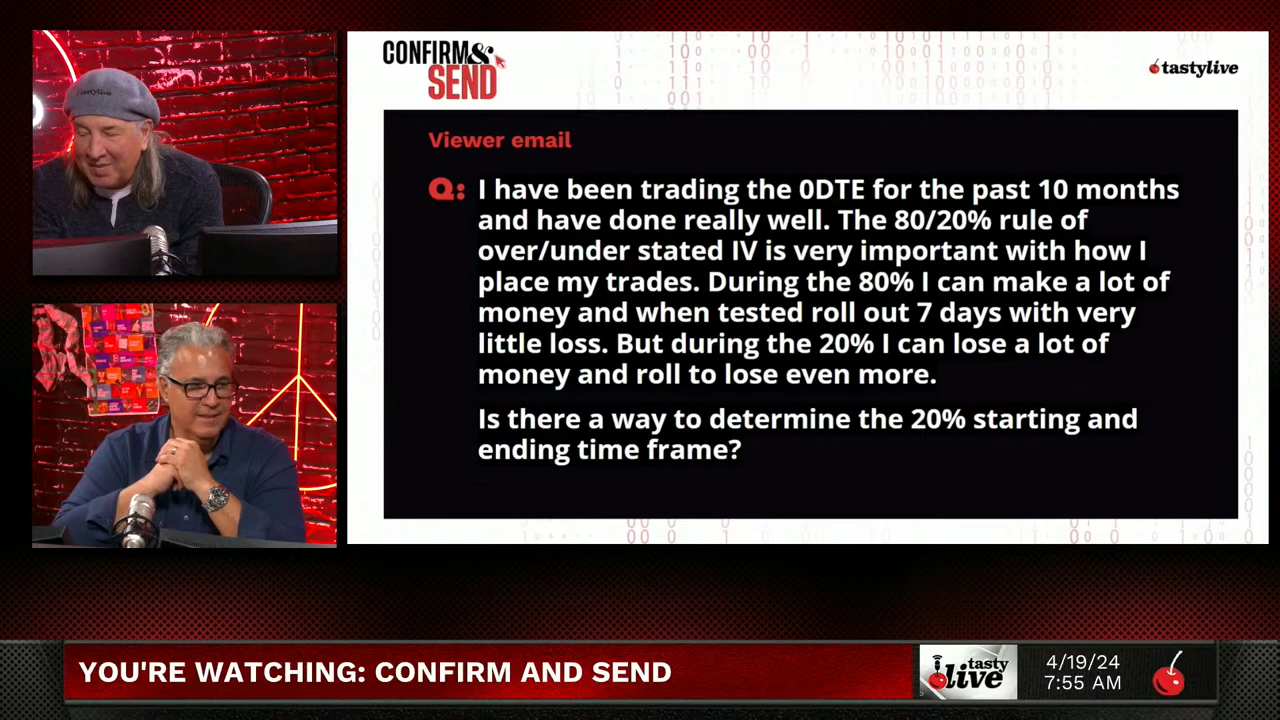 tastylive
CONFIRM&
SEND
tastylive
Viewer email
Q: I have been trading the 0DTE for the past 10 months
and have done really well. The 80/20% rule of
over/under stated IV is very important with how I
place my trades. During the 80% I can make a lot of
money and when tested roll out 7 days with very
little loss. But during the 20% I can lose a lot of
money and roll to lose even more.
Is there a way to determine the 20% starting and
ending time frame?
YOU'RE WATCHING: CONFIRM AND SEND
tasty
live
4/19/24
7:55 AM